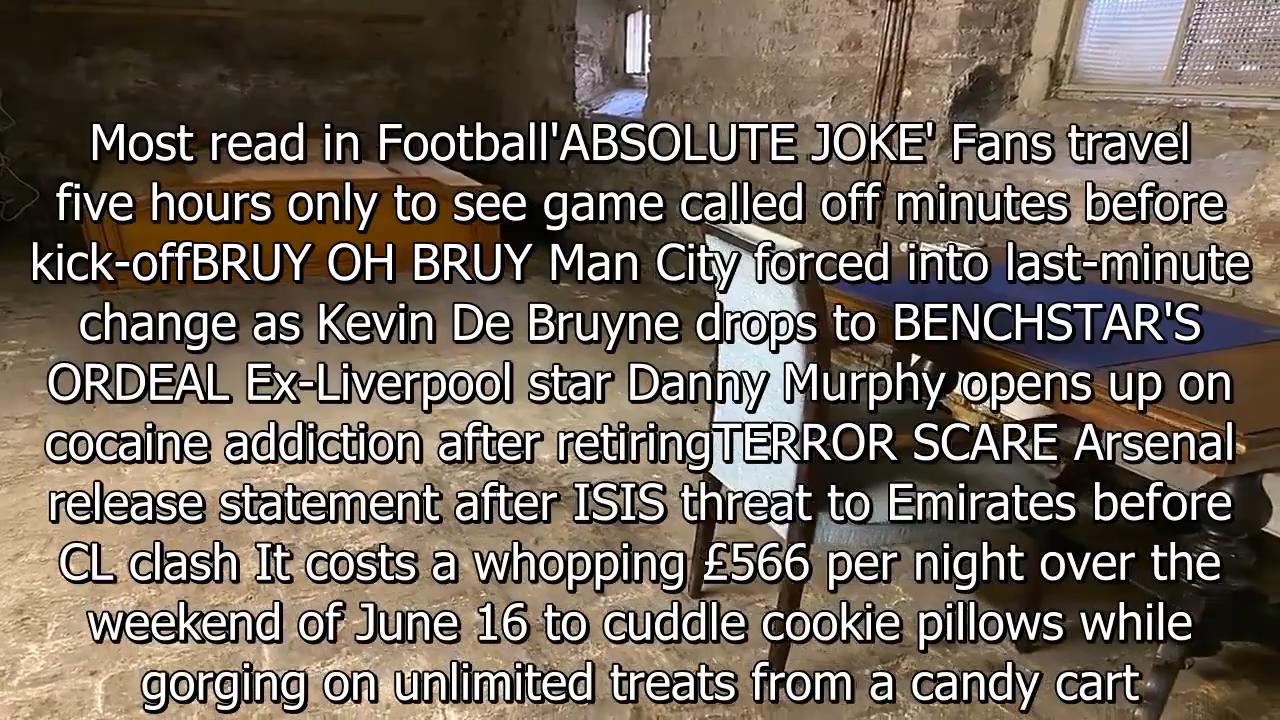 Most read in Football'ABSOLUTE JOKE' Fans travel
five hours only to see game called off minutes before
kick-offBRUY OH BRUY Man City forced into last-minute
change as Kevin De Bruyne drops to BENCHSTAR'S
ORDEAL Ex-Liverpool star Danny Murphy opens up on
cocaine addiction after retiringTERROR SCARE Arsenal
release statement after ISIS threat to Emirates before
CL clash It costs a whopping £566 per night over the
weekend of June 16 to cuddle cookie pillows while
gorging on unlimited treats from a candy cart